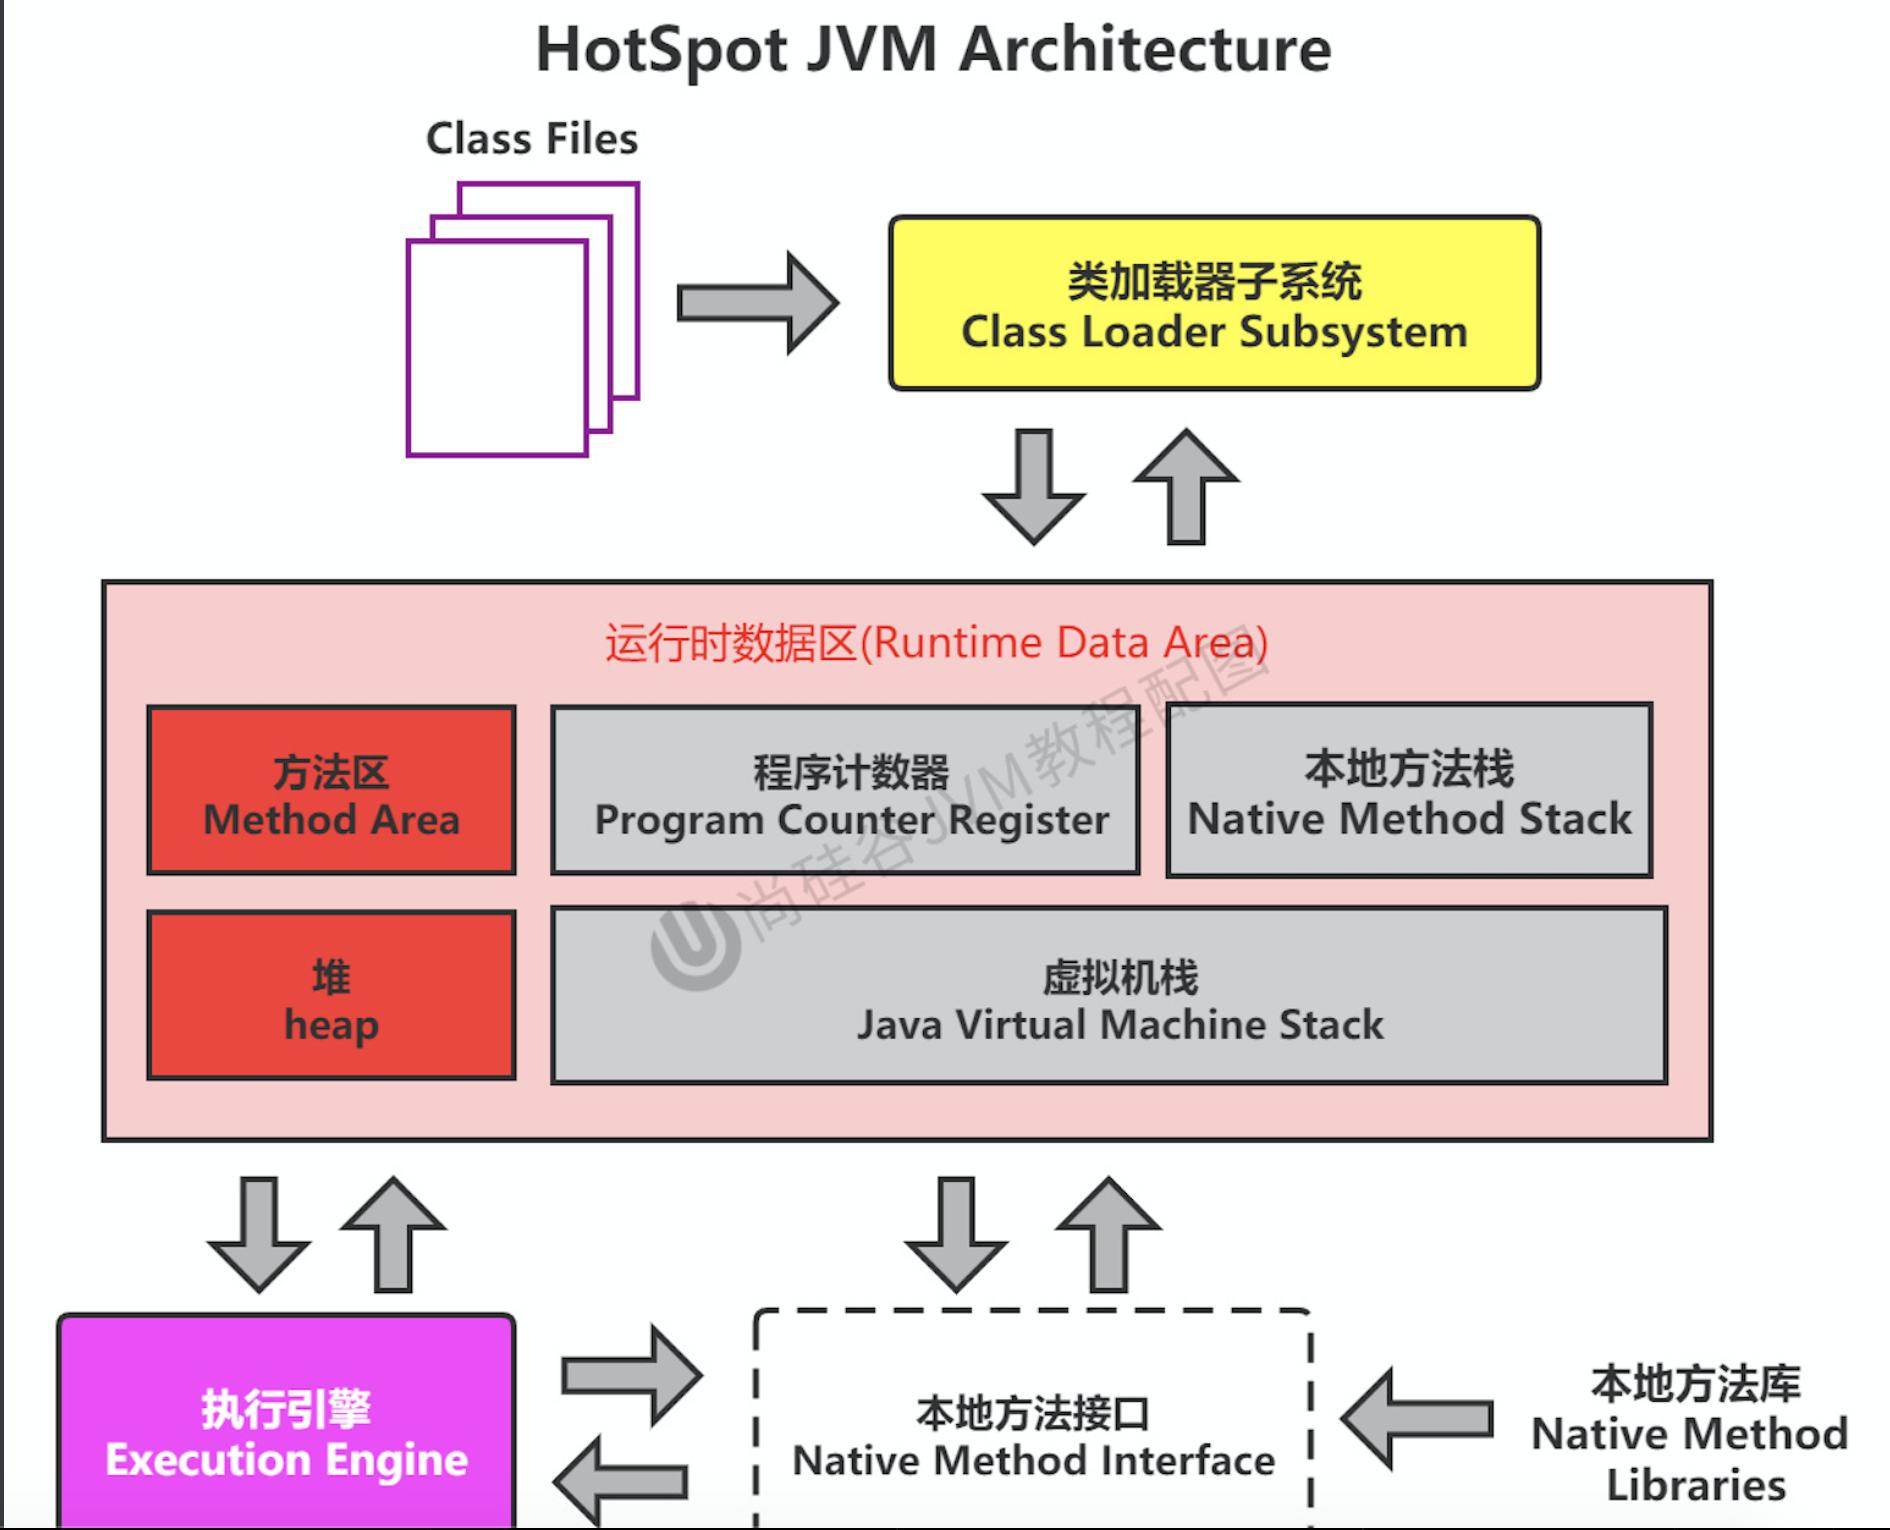 HotSpot JVM Architecture
Class Files
类加载器子系统
Class Loader Subsystem
运行时数据区(Runtime Data Area)
方法区
Method Area
程序计数器
Program Counter Register
本地方法栈
Native Method Stack
堆
heap
虚拟机栈
Java Virtual Machine Stack
尚硅谷JVM教程配图
执行引擎
Execution Engine
本地方法接口
Native Method Interface
本地方法库
Native Method
Libraries